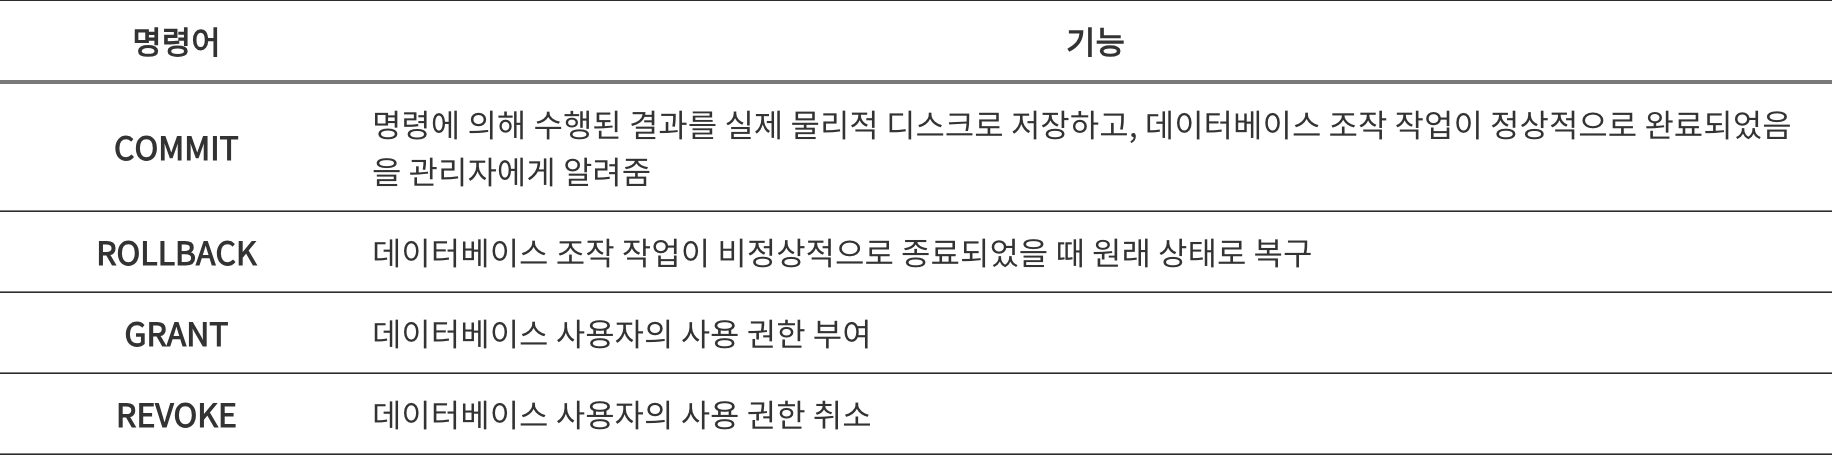 명령어 기능
COMMIT 명령에 의해 수행된 결과를 실제 물리적 디스크로 저장하고, 데이터베이스 조작 작업이 정상적으로 완료되었음
을 관리자에게 알려줌
ROLLBACK 데이터베이스 조작 작업이 비정상적으로 종료되었을 때 원래 상태로 복구
GRANT 데이터베이스 사용자의 사용 권한 부여
REVOKE 데이터베이스 사용자의 사용 권한 취소